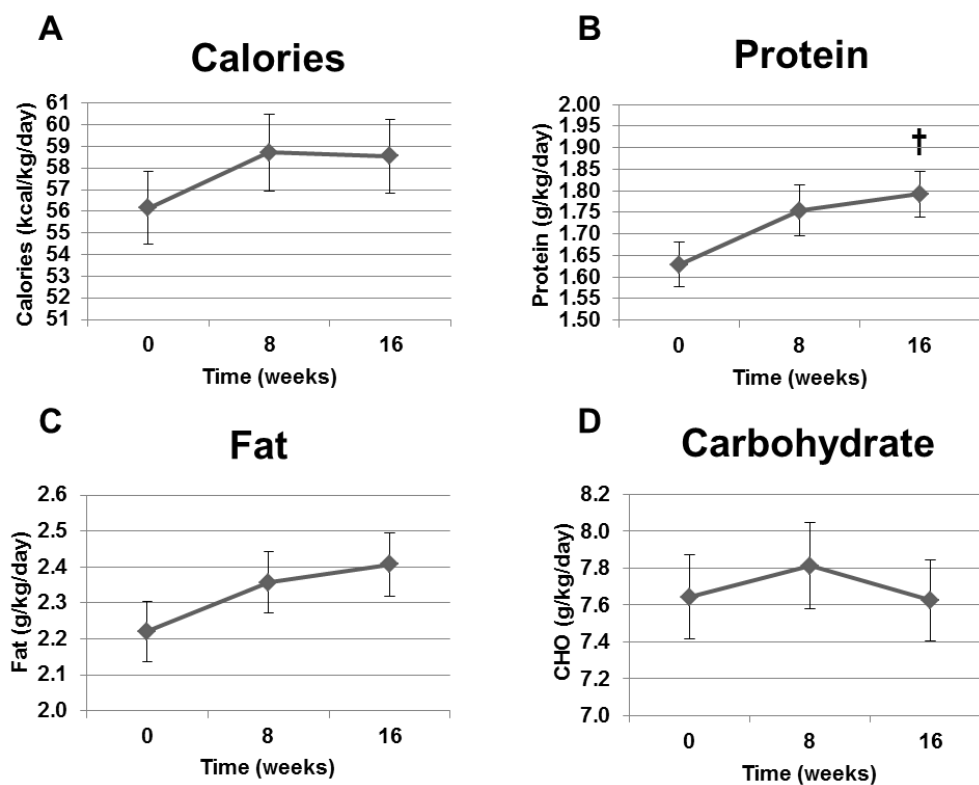 A
Calories
Calories (kcal/kg/day)
61
60
59
58
57
56
55
54
53
52
51
0 8 16
Time (weeks)
B
Protein
Protein (g/kg/day)
2.00
1.95
1.90
1.85
1.80
1.75
1.70
1.65
1.60
1.55
1.50
†
0 8 16
Time (weeks)
C
Fat
Fat (g/kg/day)
2.6
2.5
2.4
2.3
2.2
2.1
2.0
0 8 16
Time (weeks)
D
Carbohydrate
CHO (g/kg/day)
8.2
8.0
7.8
7.6
7.4
7.2
7.0
0 8 16
Time (weeks)